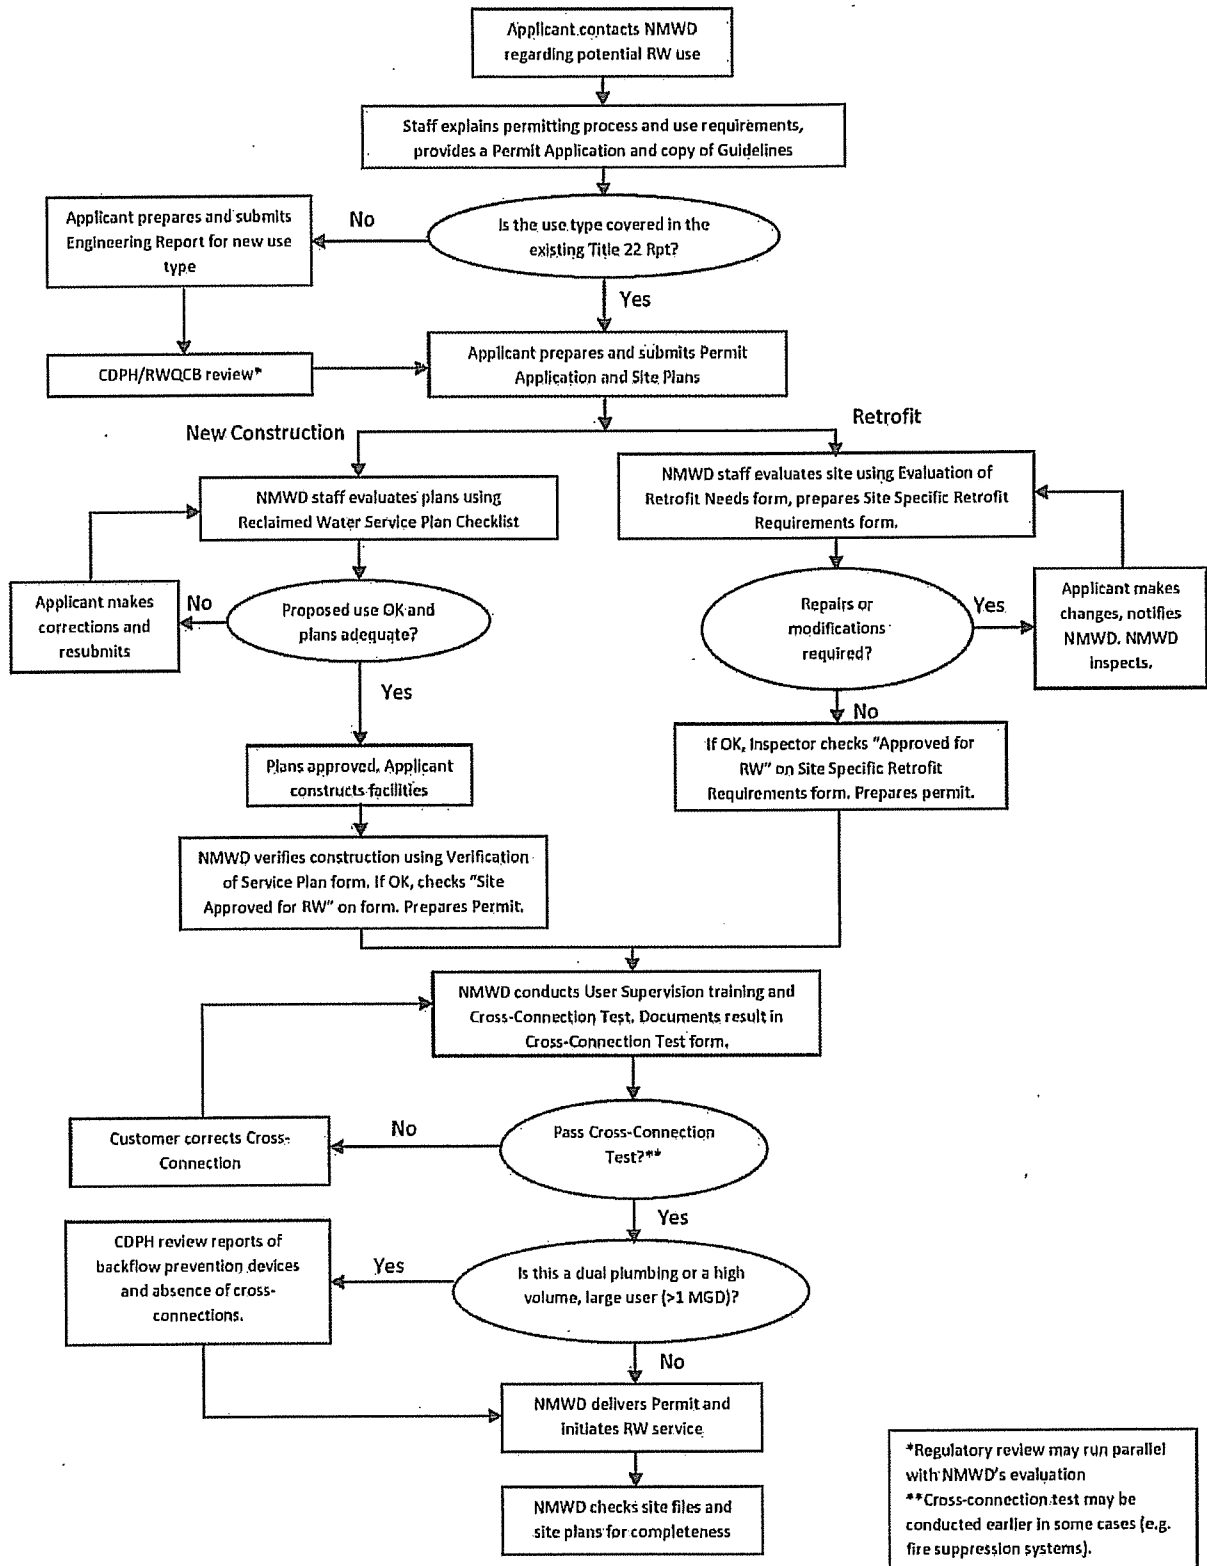 Applicant contacts NMWD
regarding potential RW use
Staff explains permitting process and use requirements,
provides a Permit Application and copy of Guidelines
Is the use type covered in the
existing Title 22 Rpt?
No
Applicant prepares and submits
Engineering Report for new use
type
Yes
CDPH/RWQCB review*
Applicant prepares and submits Permit
Application and Site Plans
New Construction
Retrofit
NMWD staff evaluates plans using
Reclaimed Water Service Plan Checklist
NMWD staff evaluates site using Evaluation of
Retrofit Needs form, prepares Site Specific Retrofit
Requirements form.
Applicant makes
corrections and
resubmits
No
Proposed use OK and
plans adequate?
Repairs or
modifications
required?
Yes
Applicant makes
changes, notifies
NMWD. NMWD
inspects.
Yes
No
Plans approved. Applicant
constructs facilities
If OK, Inspector checks "Approved for
RW" on Site Specific Retrofit
Requirements form. Prepares permit.
NMWD verifies construction using Verification
of Service Plan form. If OK, checks "Site
Approved for RW" on form. Prepares Permit.
NMWD conducts User Supervision training and
Cross-Connection Test. Documents result in
Cross-Connection Test form.
Customer corrects Cross-
Connection
No
Pass Cross-Connection
Test?**
Yes
CDPH review reports of
backflow prevention devices
and absence of cross-
connections.
Yes
Is this a dual plumbing or a high
volume, large user (>1 MGD)?
No
NMWD delivers Permit and
initiates RW service
NMWD checks site files and
site plans for completeness
*Regulatory review may run parallel
with NMWD's evaluation
**Cross-connection test may be
conducted earlier in some cases (e.g.
fire suppression systems).